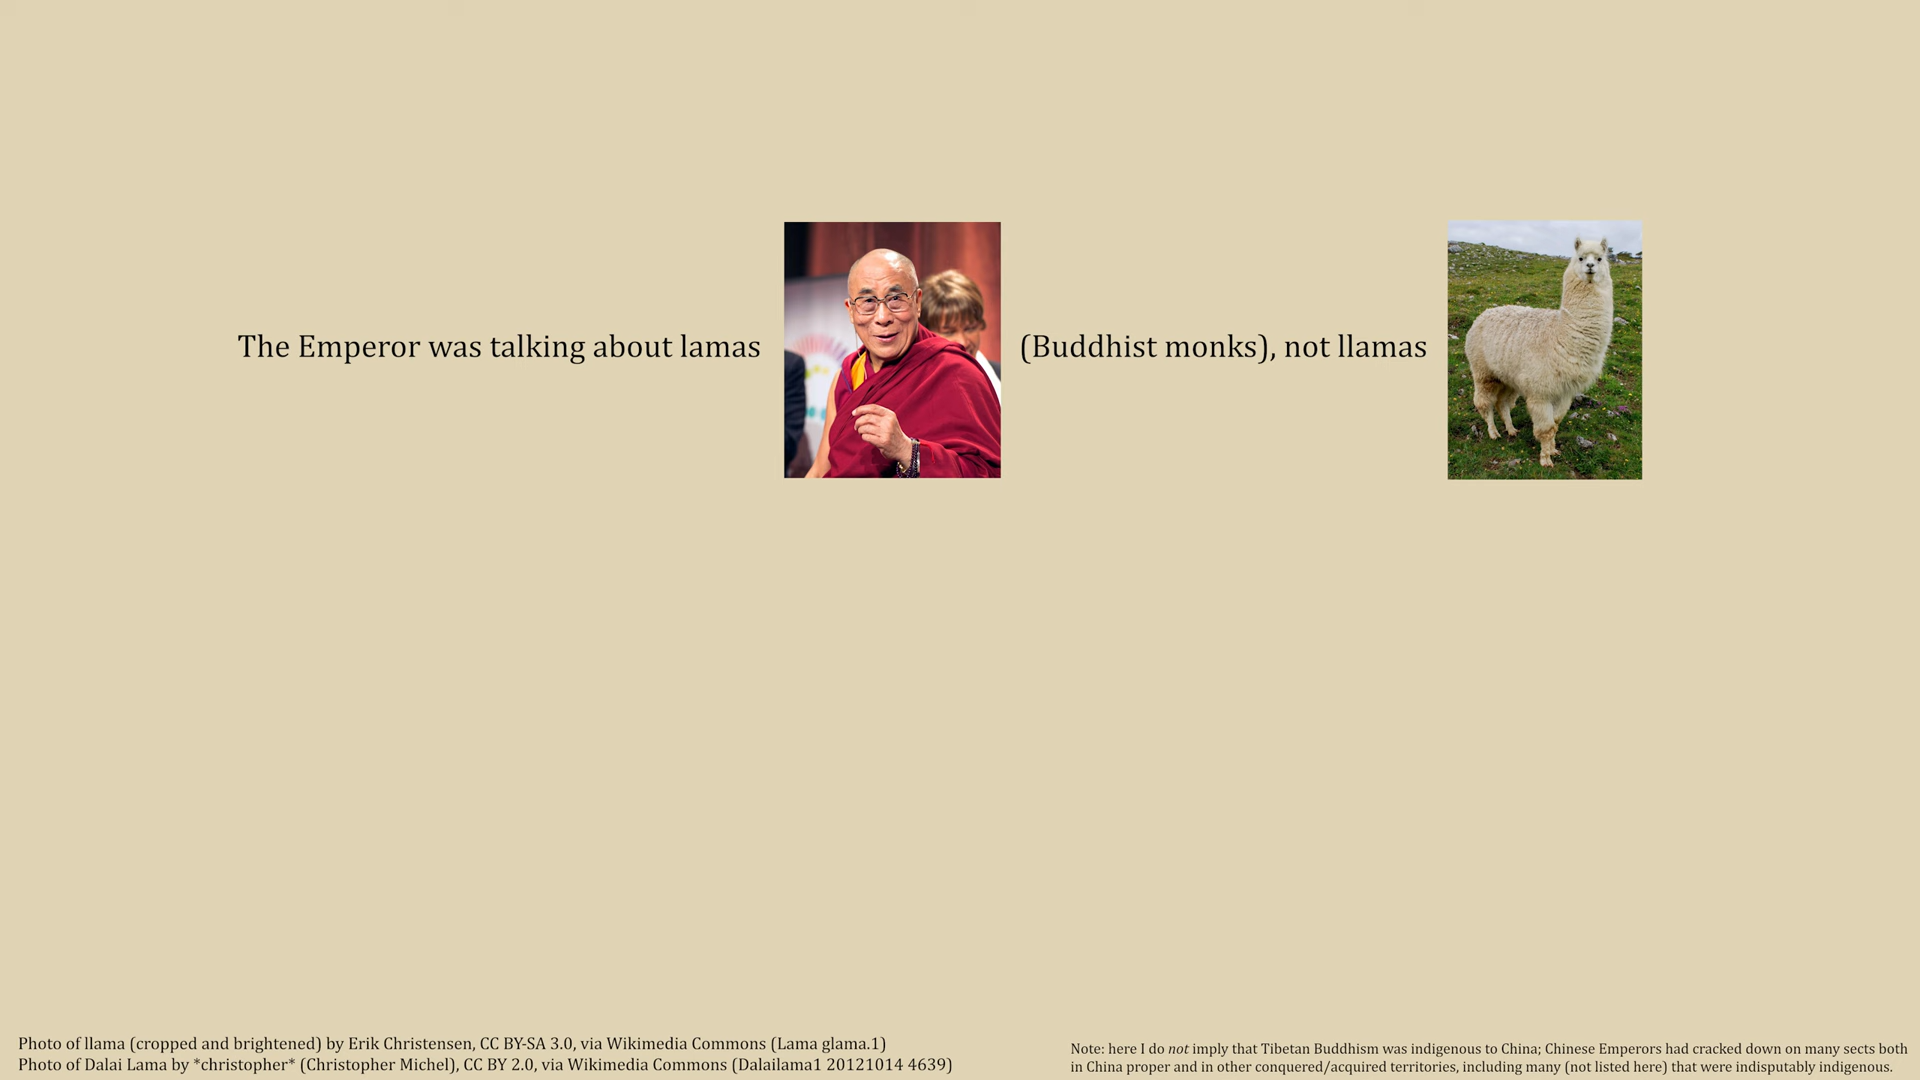 The Emperor was talking about lamas (Buddhist monks), not llamas
Photo of llama (cropped and brightened) by Erik Christensen, CC BY-SA 3.0, via Wikimedia Commons (Lama glama.1)
Photo of Dalai Lama by *christopher* (Christopher Michel), CC BY 2.0, via Wikimedia Commons (Dalailama1 20121014 4639)
Note: here I do not imply that Tibetan Buddhism was indigenous to China; Chinese Emperors had cracked down on many sects both
in China proper and in other conquered/acquired territories, including many (not listed here) that were indisputably indigenous.